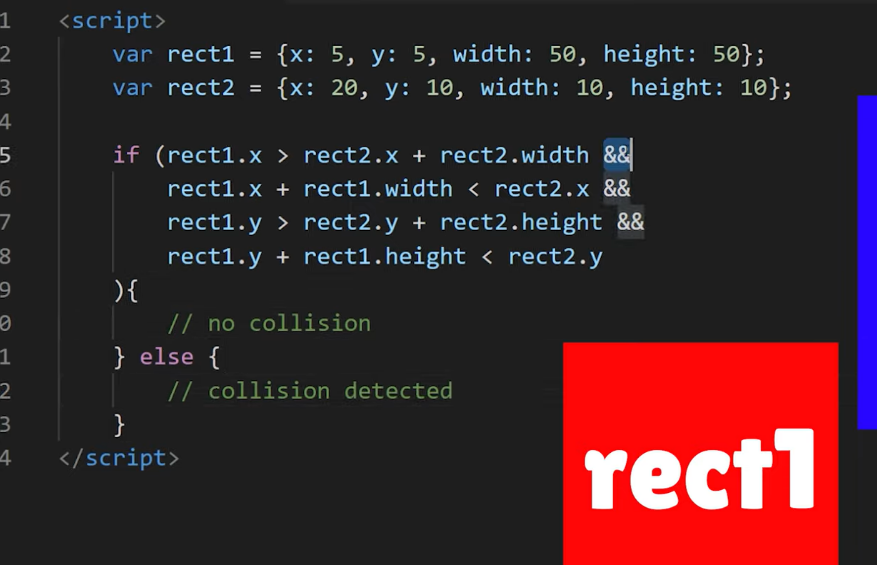 1 <script>
2 var rect1 = {x: 5, y: 5, width: 50, height: 50};
3 var rect2 = {x: 20, y: 10, width: 10, height: 10};
4
5 if (rect1.x > rect2.x + rect2.width &&
6 rect1.x + rect1.width < rect2.x &&
7 rect1.y > rect2.y + rect2.height &&
8 rect1.y + rect1.height < rect2.y
9 ){
0 // no collision
1 } else {
2 // collision detected
3 }
4 </script>
rect1